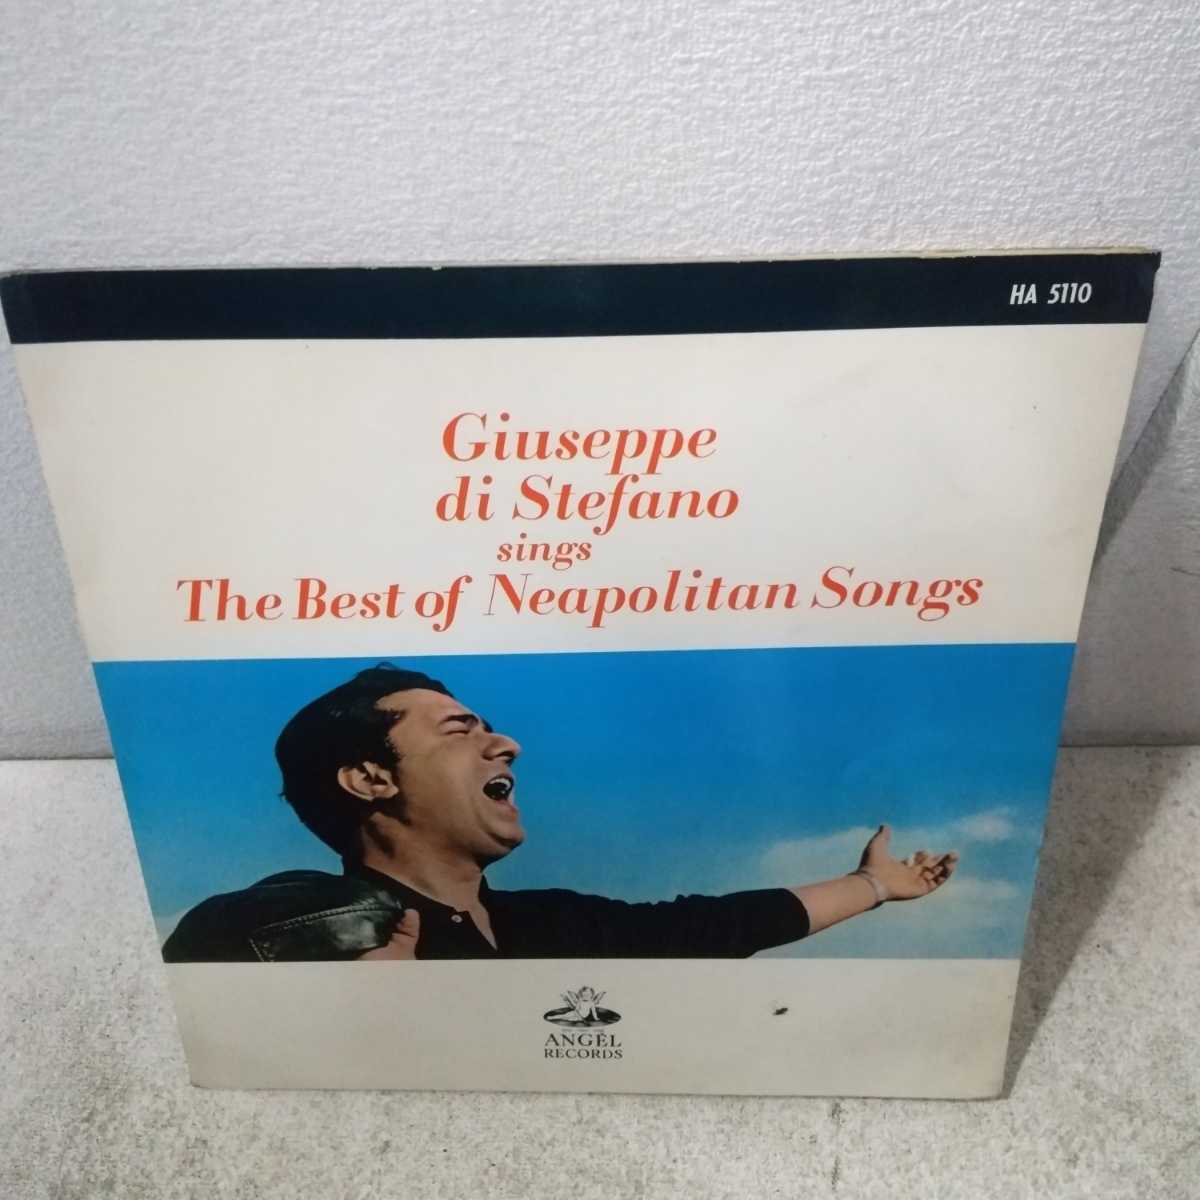 HA 5110
Giuseppe
di Stefano
sings
The Best of Neapolitan Songs
ANGEL
RECORDS